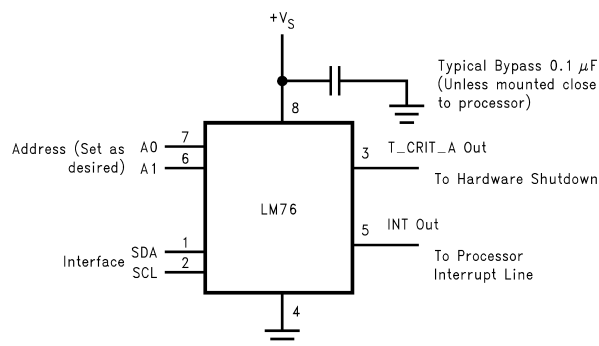 +VS
Typical Bypass 0.1 μF
(Unless mounted close
to processor)
8
Address (Set as
desired)
A0
7
A1
6
3
T_CRIT_A Out
To Hardware Shutdown
LM76
5
INT Out
To Processor
Interrupt Line
Interface
SDA
1
SCL
2
4